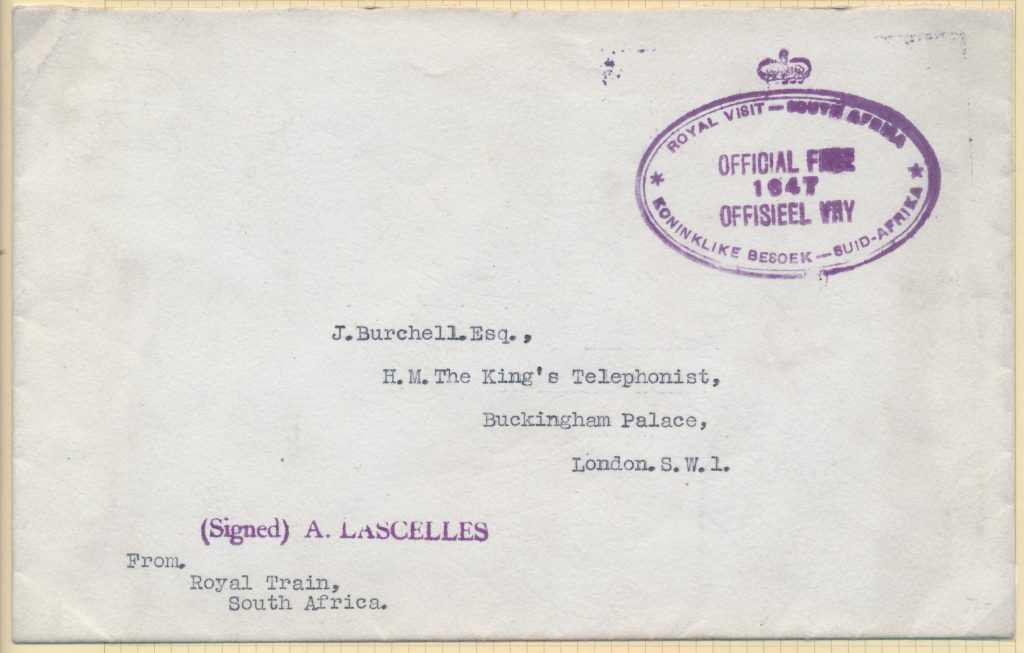 ROYAL VISIT — SOUTH AFRIKA
OFFICIAL FREE
1947
OFFISIEEL VRY
KONINKLIKE BESOEK — SUID-AFRIKA
J.Burchell.Esq.,
H.M.The King's Telephonist,
Buckingham Palace,
London.S.W.1.
(Signed) A. LASCELLES
From.
Royal Train,
South Africa.